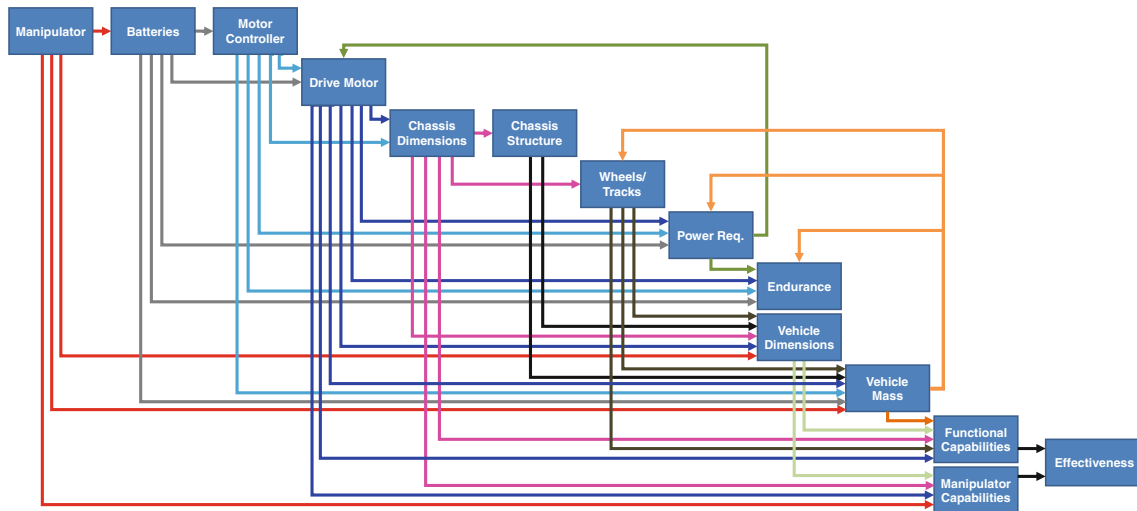 Manipulator
Batteries
Motor
Controller
Drive Motor
Chassis
Dimensions
Chassis
Structure
Wheels/
Tracks
Power Req.
Endurance
Vehicle
Dimensions
Vehicle
Mass
Functional
Capabilities
Effectiveness
Manipulator
Capabilities